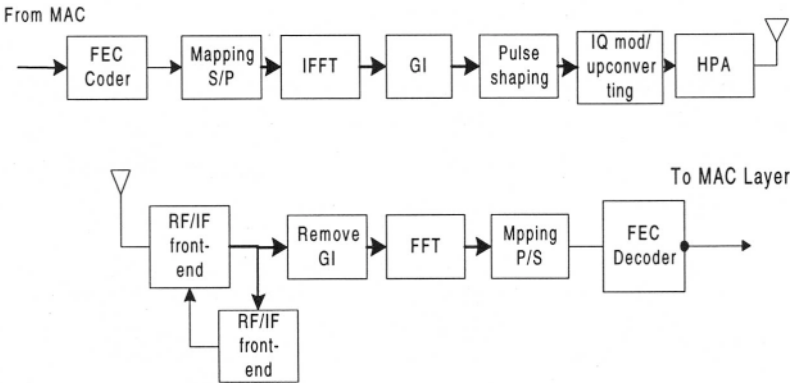 From MAC
FEC
Coder
Mapping
S/P
IFFT
GI
Pulse
shaping
IQ mod/
upconver
ting
HPA
To MAC Layer
RF/IF
front-
end
Remove
GI
FFT
Mpping
P/S
FEC
Decoder
RF/IF
front-
end